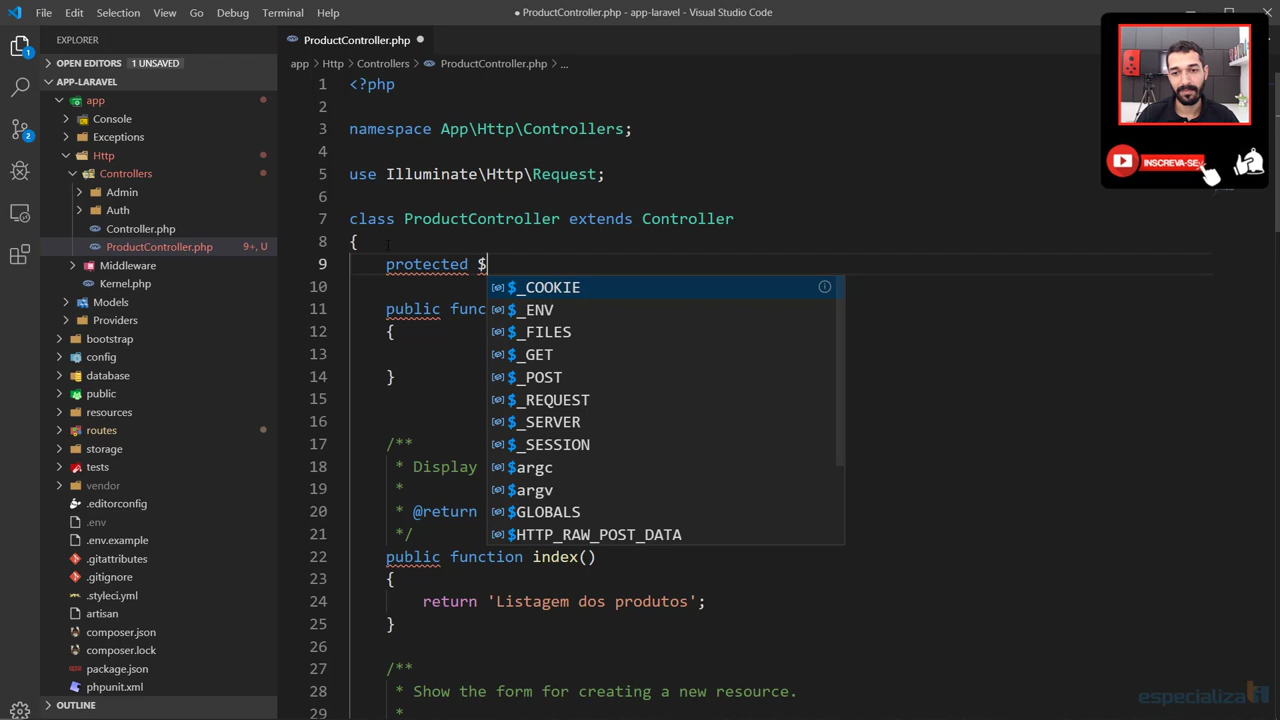 File Edit Selection View Go Debug Terminal Help
● ProductController.php - app-laravel - Visual Studio Code
EXPLORER
OPEN EDITORS 1 UNSAVED
APP-LARAVEL
app
Console
Exceptions
Http
Controllers
Admin
Auth
Controller.php
ProductController.php 9+, U
Middleware
Kernel.php
Models
Providers
bootstrap
config
database
public
resources
routes
storage
tests
vendor
.editorconfig
.env
.env.example
.gitattributes
.gitignore
.styleci.yml
artisan
composer.json
composer.lock
package.json
phpunit.xml
OUTLINE
1
2
2
ProductController.php ●
app > Http > Controllers > ProductController.php > ...
1 <?php
2
3 namespace App\Http\Controllers;
4
5 use Illuminate\Http\Request;
6
7 class ProductController extends Controller
8 {
9 protected $
10
11 public func
12 {
13
14 }
15
16
17 /**
18 * Display
19 *
20 * @return
21 */
22 public function index()
23 {
24 return 'Listagem dos produtos';
25 }
26
27 /**
28 * Show the form for creating a new resource.
29 *
$_COOKIE
$_ENV
$_FILES
$_GET
$_POST
$_REQUEST
$_SERVER
$_SESSION
$argc
$argv
$GLOBALS
$HTTP_RAW_POST_DATA
INSCREVA-SE
especializati